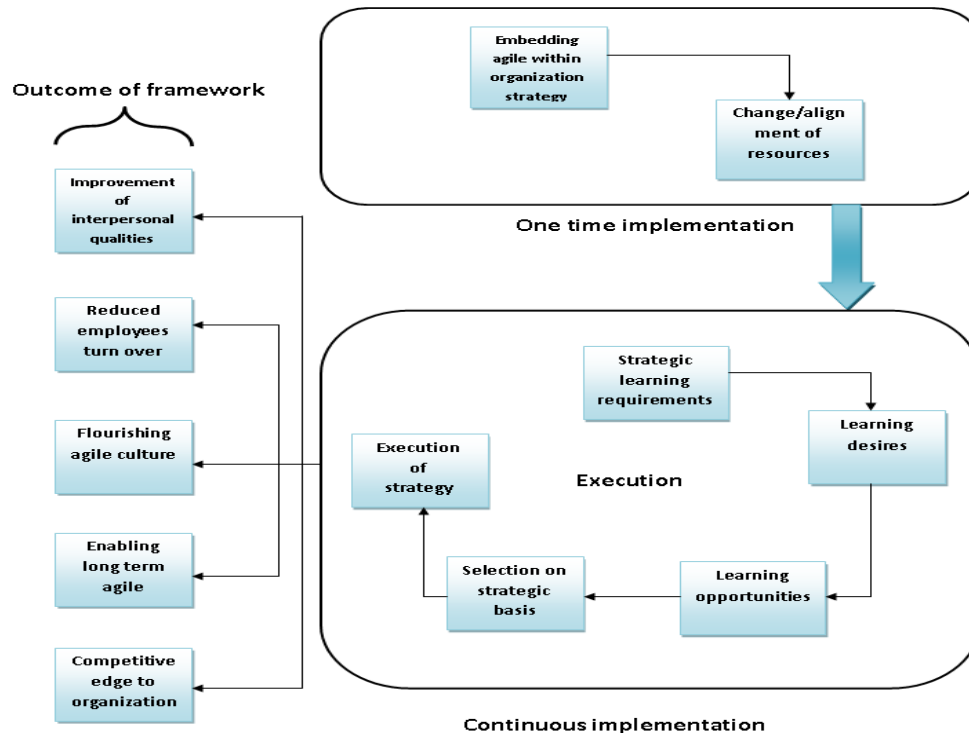 Outcome of framework
Improvement
of
interpersonal
qualities
Reduced
employees
turn over
Flourishing
agile culture
Enabling
long term
agile
Competitive
edge to
organization
Embedding
agile within
organization
strategy
Change/align
ment of
resources
One time implementation
Strategic
learning
requirements
Learning
desires
Execution
Execution
of
strategy
Selection on
strategic
basis
Learning
opportunities
Continuous implementation